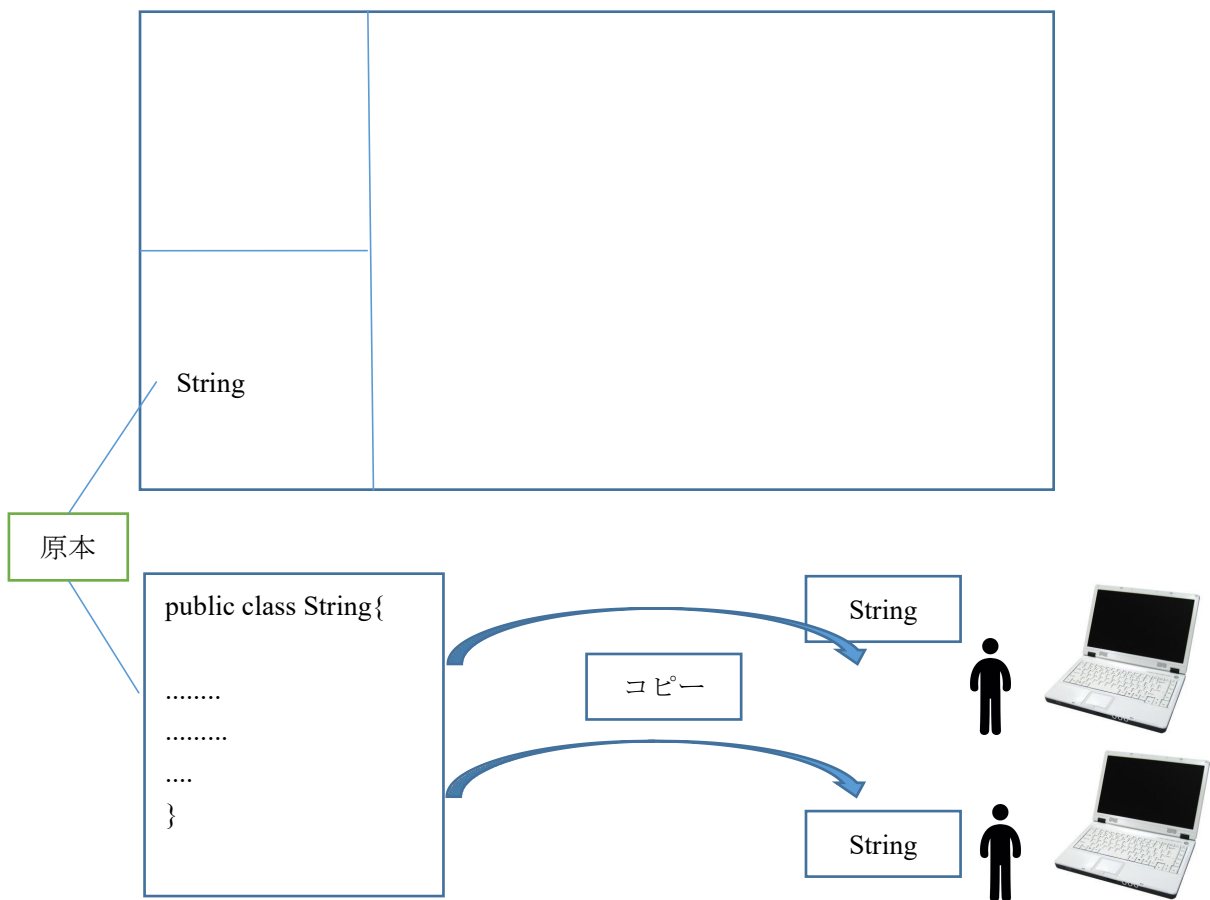 String
原本
public class String{
........
.........
....
}
String
コピー
String